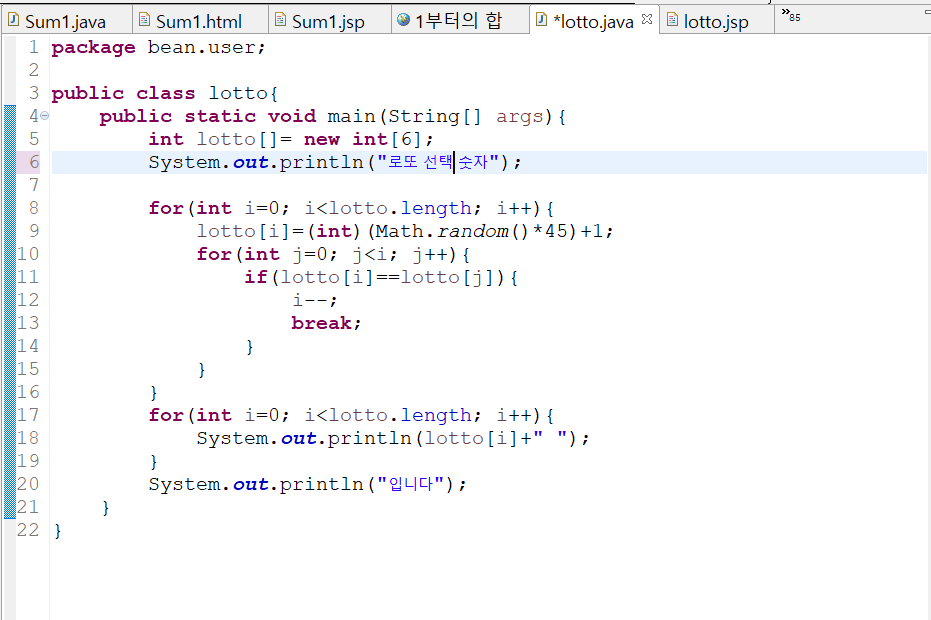 Sum1.java Sum1.html Sum1.jsp 1부터의 합 *lotto.java lotto.jsp »85
1 package bean.user;
2
3 public class lotto{
4 public static void main(String[] args){
5 int lotto[]= new int[6];
6 System.out.println("로또 선택 숫자");
7
8 for(int i=0; i<lotto.length; i++){
9 lotto[i]=(int)(Math.random()*45)+1;
10 for(int j=0; j<i; j++){
11 if(lotto[i]==lotto[j]){
12 i--;
13 break;
14 }
15 }
16 }
17 for(int i=0; i<lotto.length; i++){
18 System.out.println(lotto[i]+" ");
19 }
20 System.out.println("입니다");
21 }
22 }